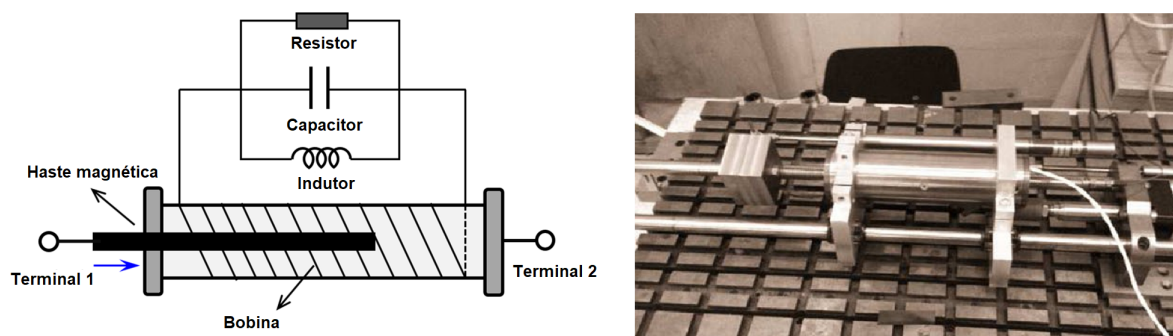 Resistor
Capacitor
Indutor
Haste magnética
Terminal 1
Terminal 2
Bobina